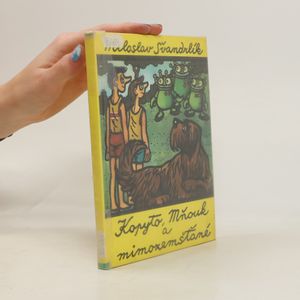 Miloslav Švandrlík
Kopyto, Mňouk
a
mimozemšťané